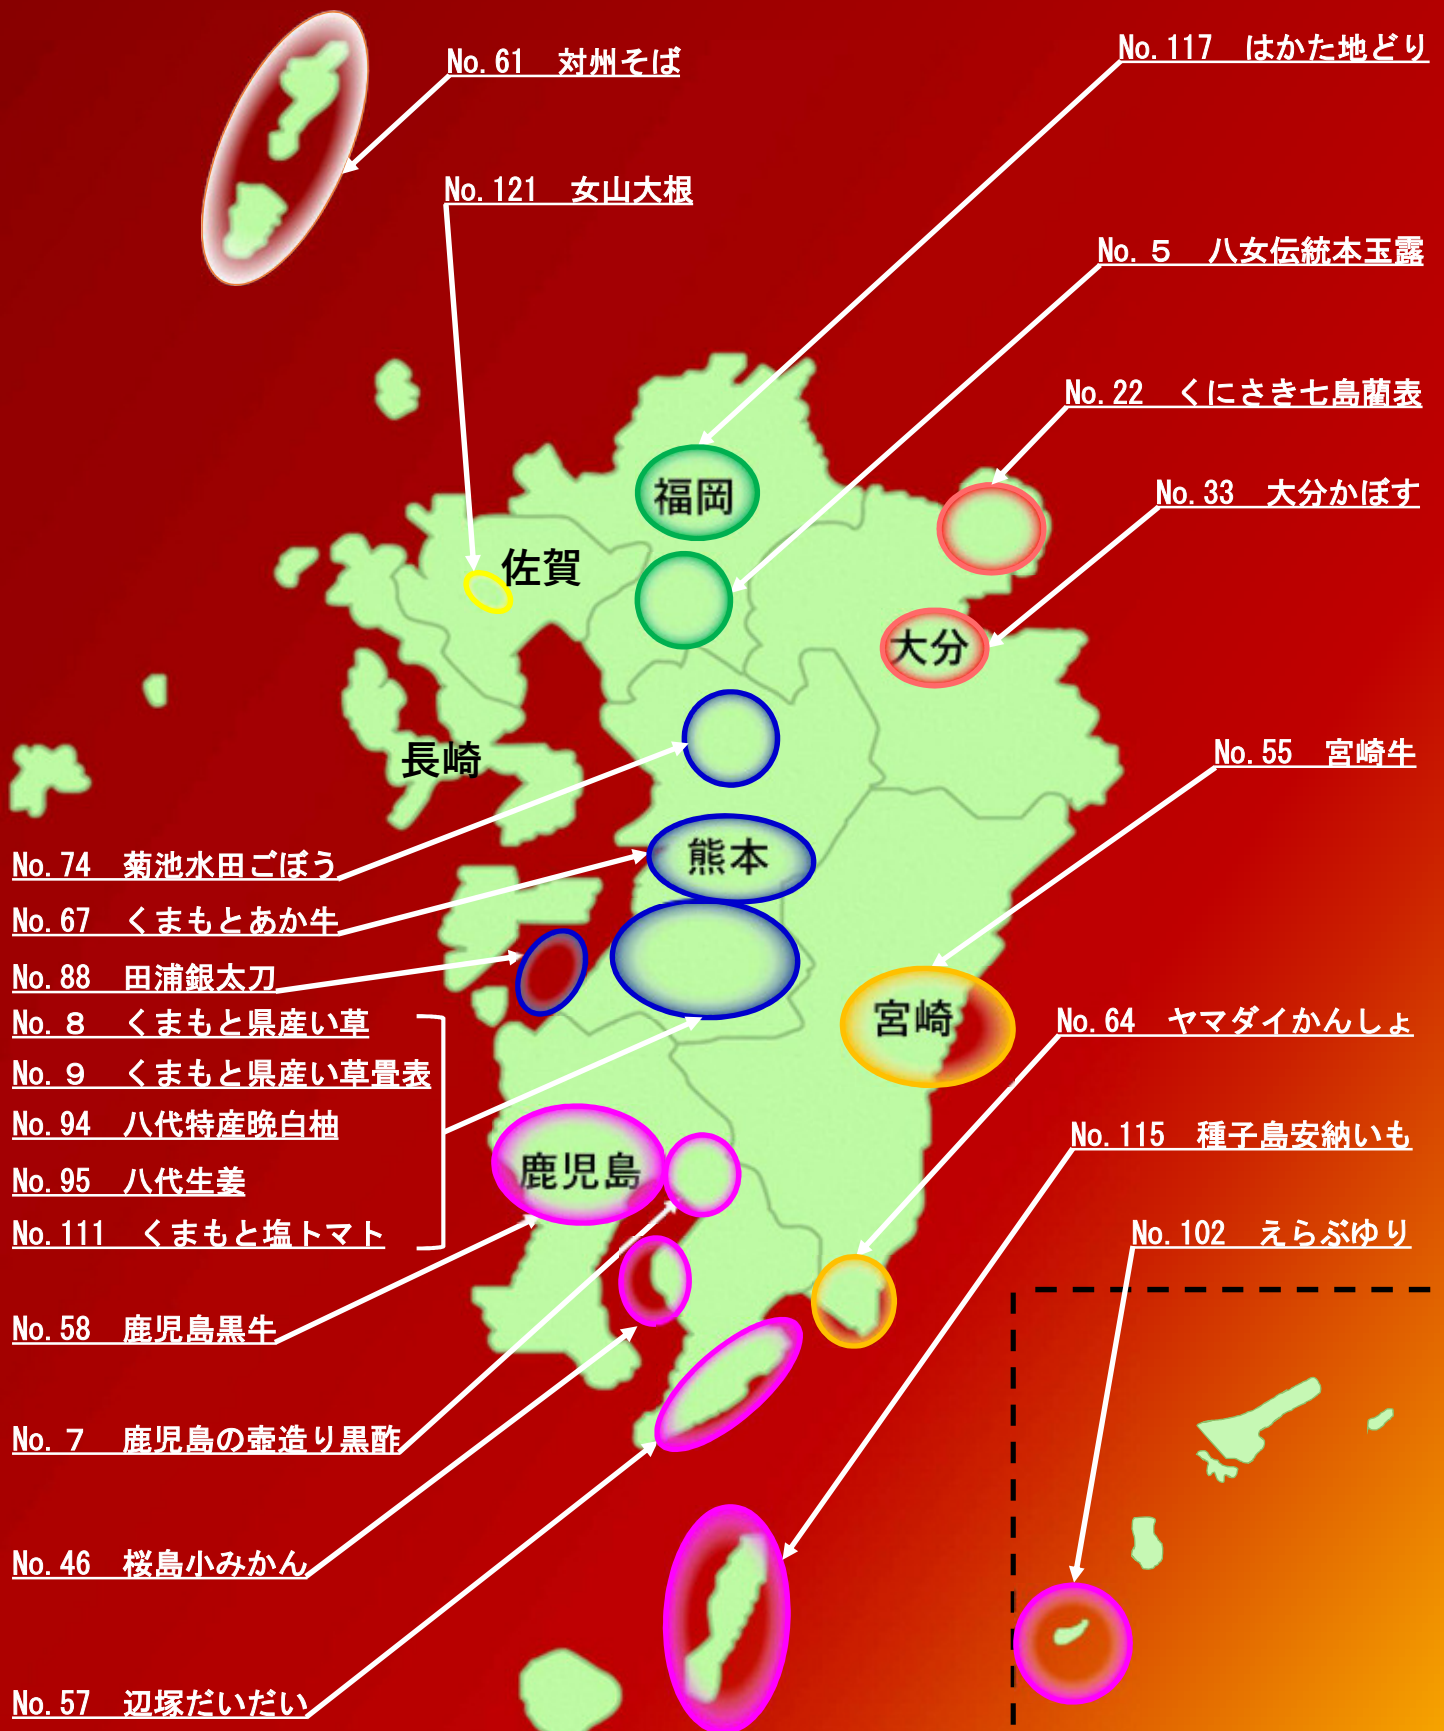 No.61　対州そば
No.117　はかた地どり
No.121　女山大根
No.５　八女伝統本玉露
No.22　くにさき七島藺表
No.33　大分かぼす
福岡
佐賀
大分
長崎
No.55　宮崎牛
熊本
No.74　菊池水田ごぼう
No.67　くまもとあか牛
No.88　田浦銀太刀
No.８　くまもと県産い草
No.９　くまもと県産い草畳表
No.94　八代特産晩白柚
No.95　八代生姜
No.111　くまもと塩トマト
宮崎
No.64　ヤマダイかんしょ
No.115　種子島安納いも
鹿児島
No.102　えらぶゆり
No.58　鹿児島黒牛
No.７　鹿児島の壷造り黒酢
No.46　桜島小みかん
No.57　辺塚だいだい